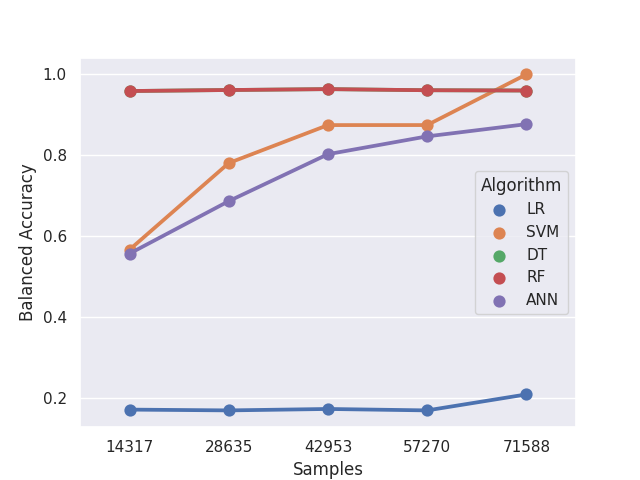 1.0
0.8
0.6
0.4
0.2
Balanced Accuracy
Algorithm
LR
SVM
DT
RF
ANN
14317 28635 42953 57270 71588
Samples